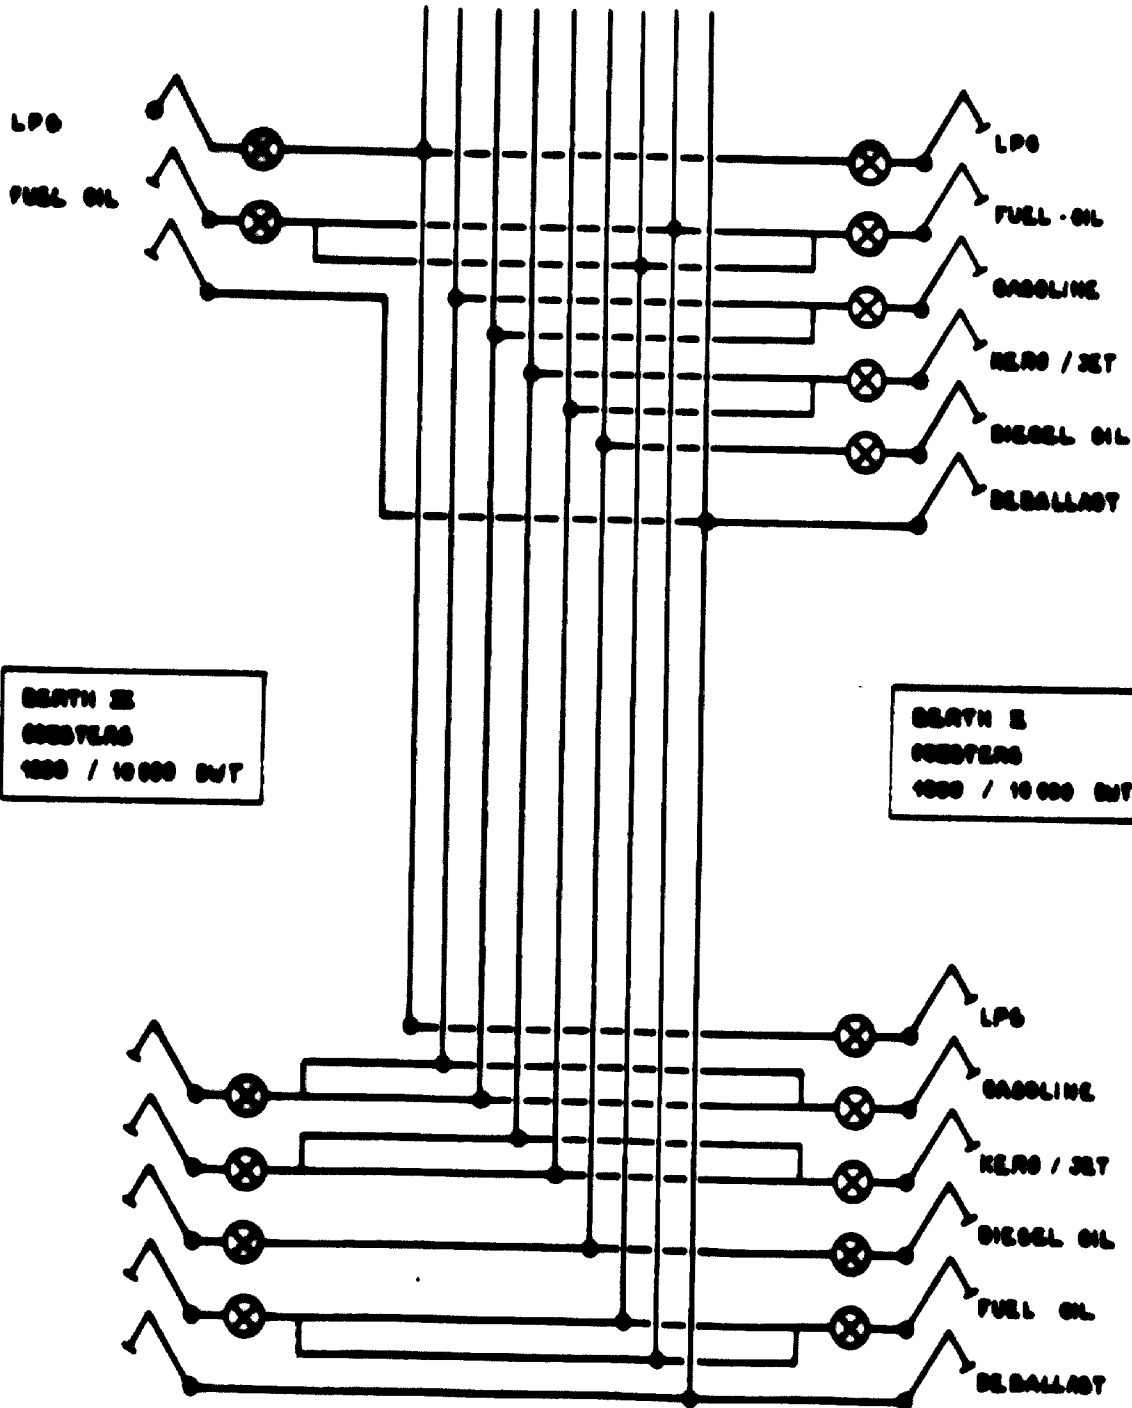 LPG
FUEL OIL
LPG
FUEL-OIL
GASOLINE
KERO / JET
DIESEL OIL
DEBALLAST
BERTH
1000 / 10 000 DWT
BERTH
1000 / 10 000 DWT
LPG
GASOLINE
KERO / JET
DIESEL OIL
FUEL OIL
DEBALLAST